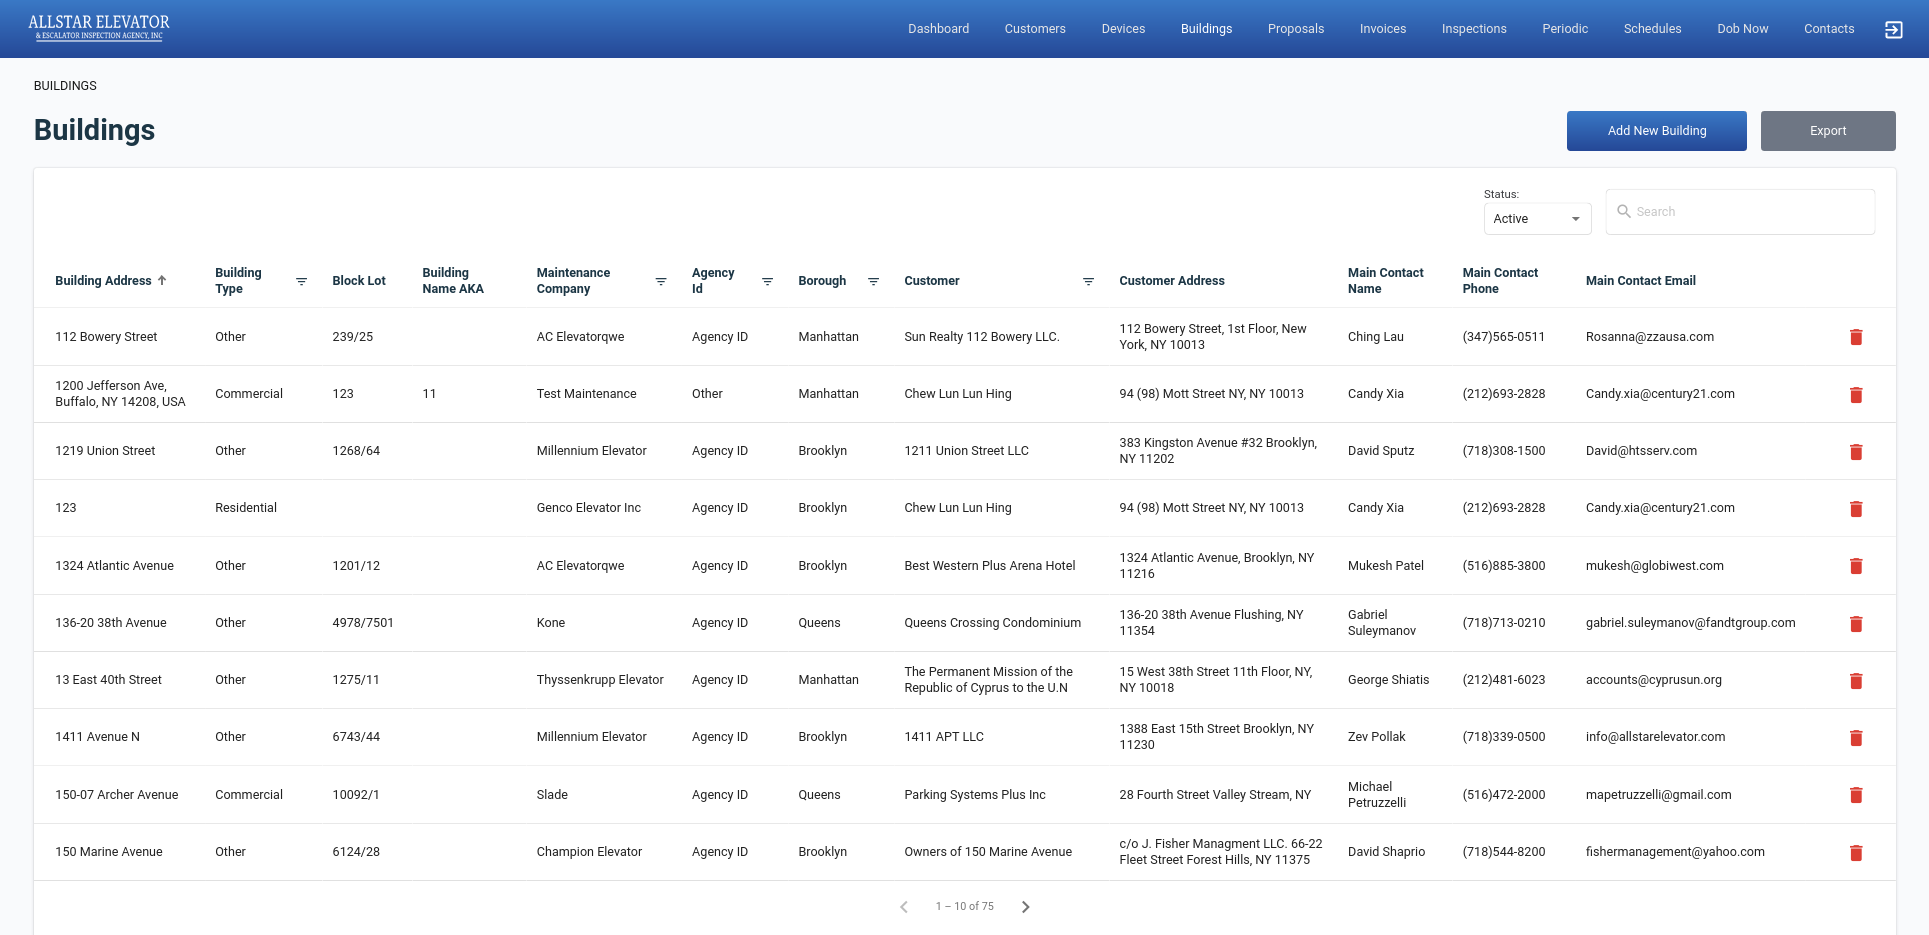 ALLSTAR ELEVATOR
& ESCALATOR INSPECTION AGENCY, INC
Dashboard Customers Devices Buildings Proposals Invoices Inspections Periodic Schedules Dob Now Contacts
BUILDINGS
Buildings
Add New Building Export
Status:
Active
Search
Building Address Building Type Block Lot Building Name AKA Maintenance Company Agency Id Borough Customer Customer Address Main Contact Name Main Contact Phone Main Contact Email
112 Bowery Street Other 239/25 AC Elevatorqwe Agency ID Manhattan Sun Realty 112 Bowery LLC. 112 Bowery Street, 1st Floor, New York, NY 10013 Ching Lau (347)565-0511 Rosanna@zzausa.com
1200 Jefferson Ave, Buffalo, NY 14208, USA Commercial 123 11 Test Maintenance Other Manhattan Chew Lun Lun Hing 94 (98) Mott Street NY, NY 10013 Candy Xia (212)693-2828 Candy.xia@century21.com
1219 Union Street Other 1268/64 Millennium Elevator Agency ID Brooklyn 1211 Union Street LLC 383 Kingston Avenue #32 Brooklyn, NY 11202 David Sputz (718)308-1500 David@htsserv.com
123 Residential Genco Elevator Inc Agency ID Brooklyn Chew Lun Lun Hing 94 (98) Mott Street NY, NY 10013 Candy Xia (212)693-2828 Candy.xia@century21.com
1324 Atlantic Avenue Other 1201/12 AC Elevatorqwe Agency ID Brooklyn Best Western Plus Arena Hotel 1324 Atlantic Avenue, Brooklyn, NY 11216 Mukesh Patel (516)885-3800 mukesh@globiwest.com
136-20 38th Avenue Other 4978/7501 Kone Agency ID Queens Queens Crossing Condominium 136-20 38th Avenue Flushing, NY 11354 Gabriel Suleymanov (718)713-0210 gabriel.suleymanov@fandtgroup.com
13 East 40th Street Other 1275/11 Thyssenkrupp Elevator Agency ID Manhattan The Permanent Mission of the Republic of Cyprus to the U.N 15 West 38th Street 11th Floor, NY, NY 10018 George Shiatis (212)481-6023 accounts@cyprusun.org
1411 Avenue N Other 6743/44 Millennium Elevator Agency ID Brooklyn 1411 APT LLC 1388 East 15th Street Brooklyn, NY 11230 Zev Pollak (718)339-0500 info@allstarelevator.com
150-07 Archer Avenue Commercial 10092/1 Slade Agency ID Queens Parking Systems Plus Inc 28 Fourth Street Valley Stream, NY Michael Petruzzelli (516)472-2000 mapetruzzelli@gmail.com
150 Marine Avenue Other 6124/28 Champion Elevator Agency ID Brooklyn Owners of 150 Marine Avenue c/o J. Fisher Managment LLC. 66-22 Fleet Street Forest Hills, NY 11375 David Shaprio (718)544-8200 fishermanagement@yahoo.com
1 – 10 of 75